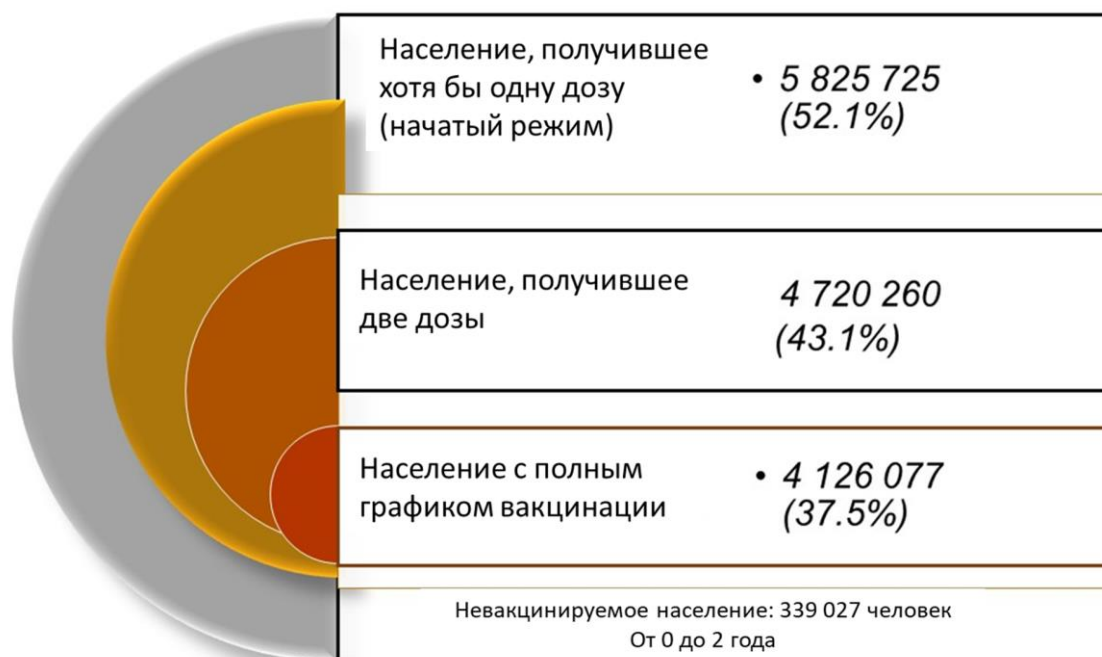 Население, получившее
хотя бы одну дозу
(начатый режим)
• 5 825 725
(52.1%)
Население, получившее
две дозы
4 720 260
(43.1%)
Население с полным
графиком вакцинации
• 4 126 077
(37.5%)
Невакцинируемое население: 339 027 человек
От 0 до 2 года